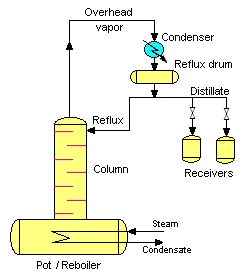 Overhead
vapor
Condenser
Reflux drum
Distillate
Reflux
Column
Receivers
Steam
Condensate
Pot / Reboiler